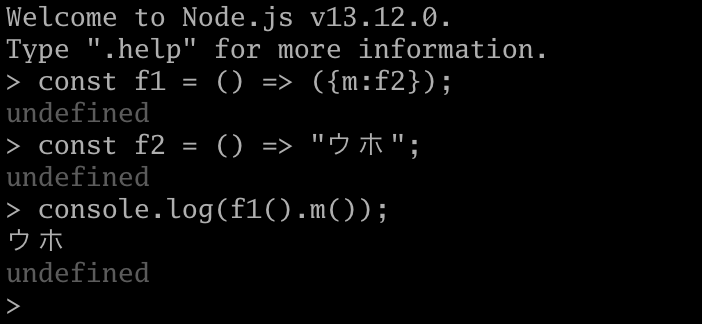 Welcome to Node.js v13.12.0.
Type ".help" for more information.
> const f1 = () => ({m:f2});
undefined
> const f2 = () => "ウホ";
undefined
> console.log(f1().m());
ウホ
undefined
>